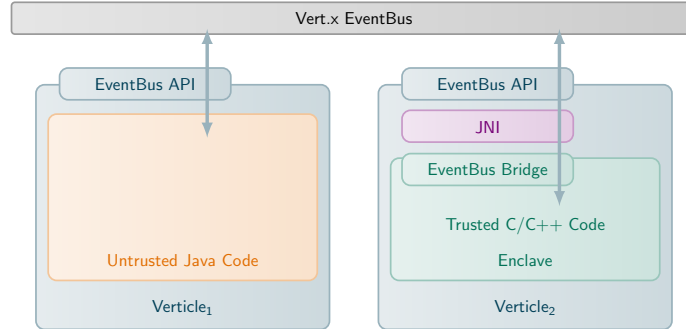 Vert.x EventBus
EventBus API
Untrusted Java Code
Verticle₁
EventBus API
JNI
EventBus Bridge
Trusted C/C++ Code
Enclave
Verticle₂